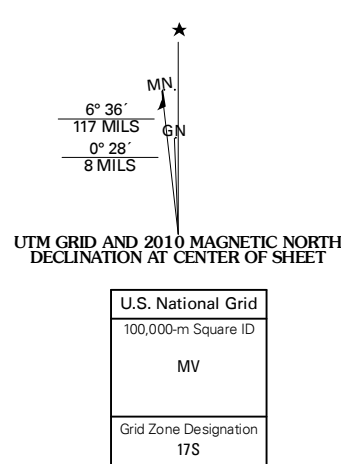 ★
MN
6° 36´
117 MILS
GN
0° 28´
8 MILS
UTM GRID AND 2010 MAGNETIC NORTH
DECLINATION AT CENTER OF SHEET
U.S. National Grid
100,000-m Square ID
MV
Grid Zone Designation
17S